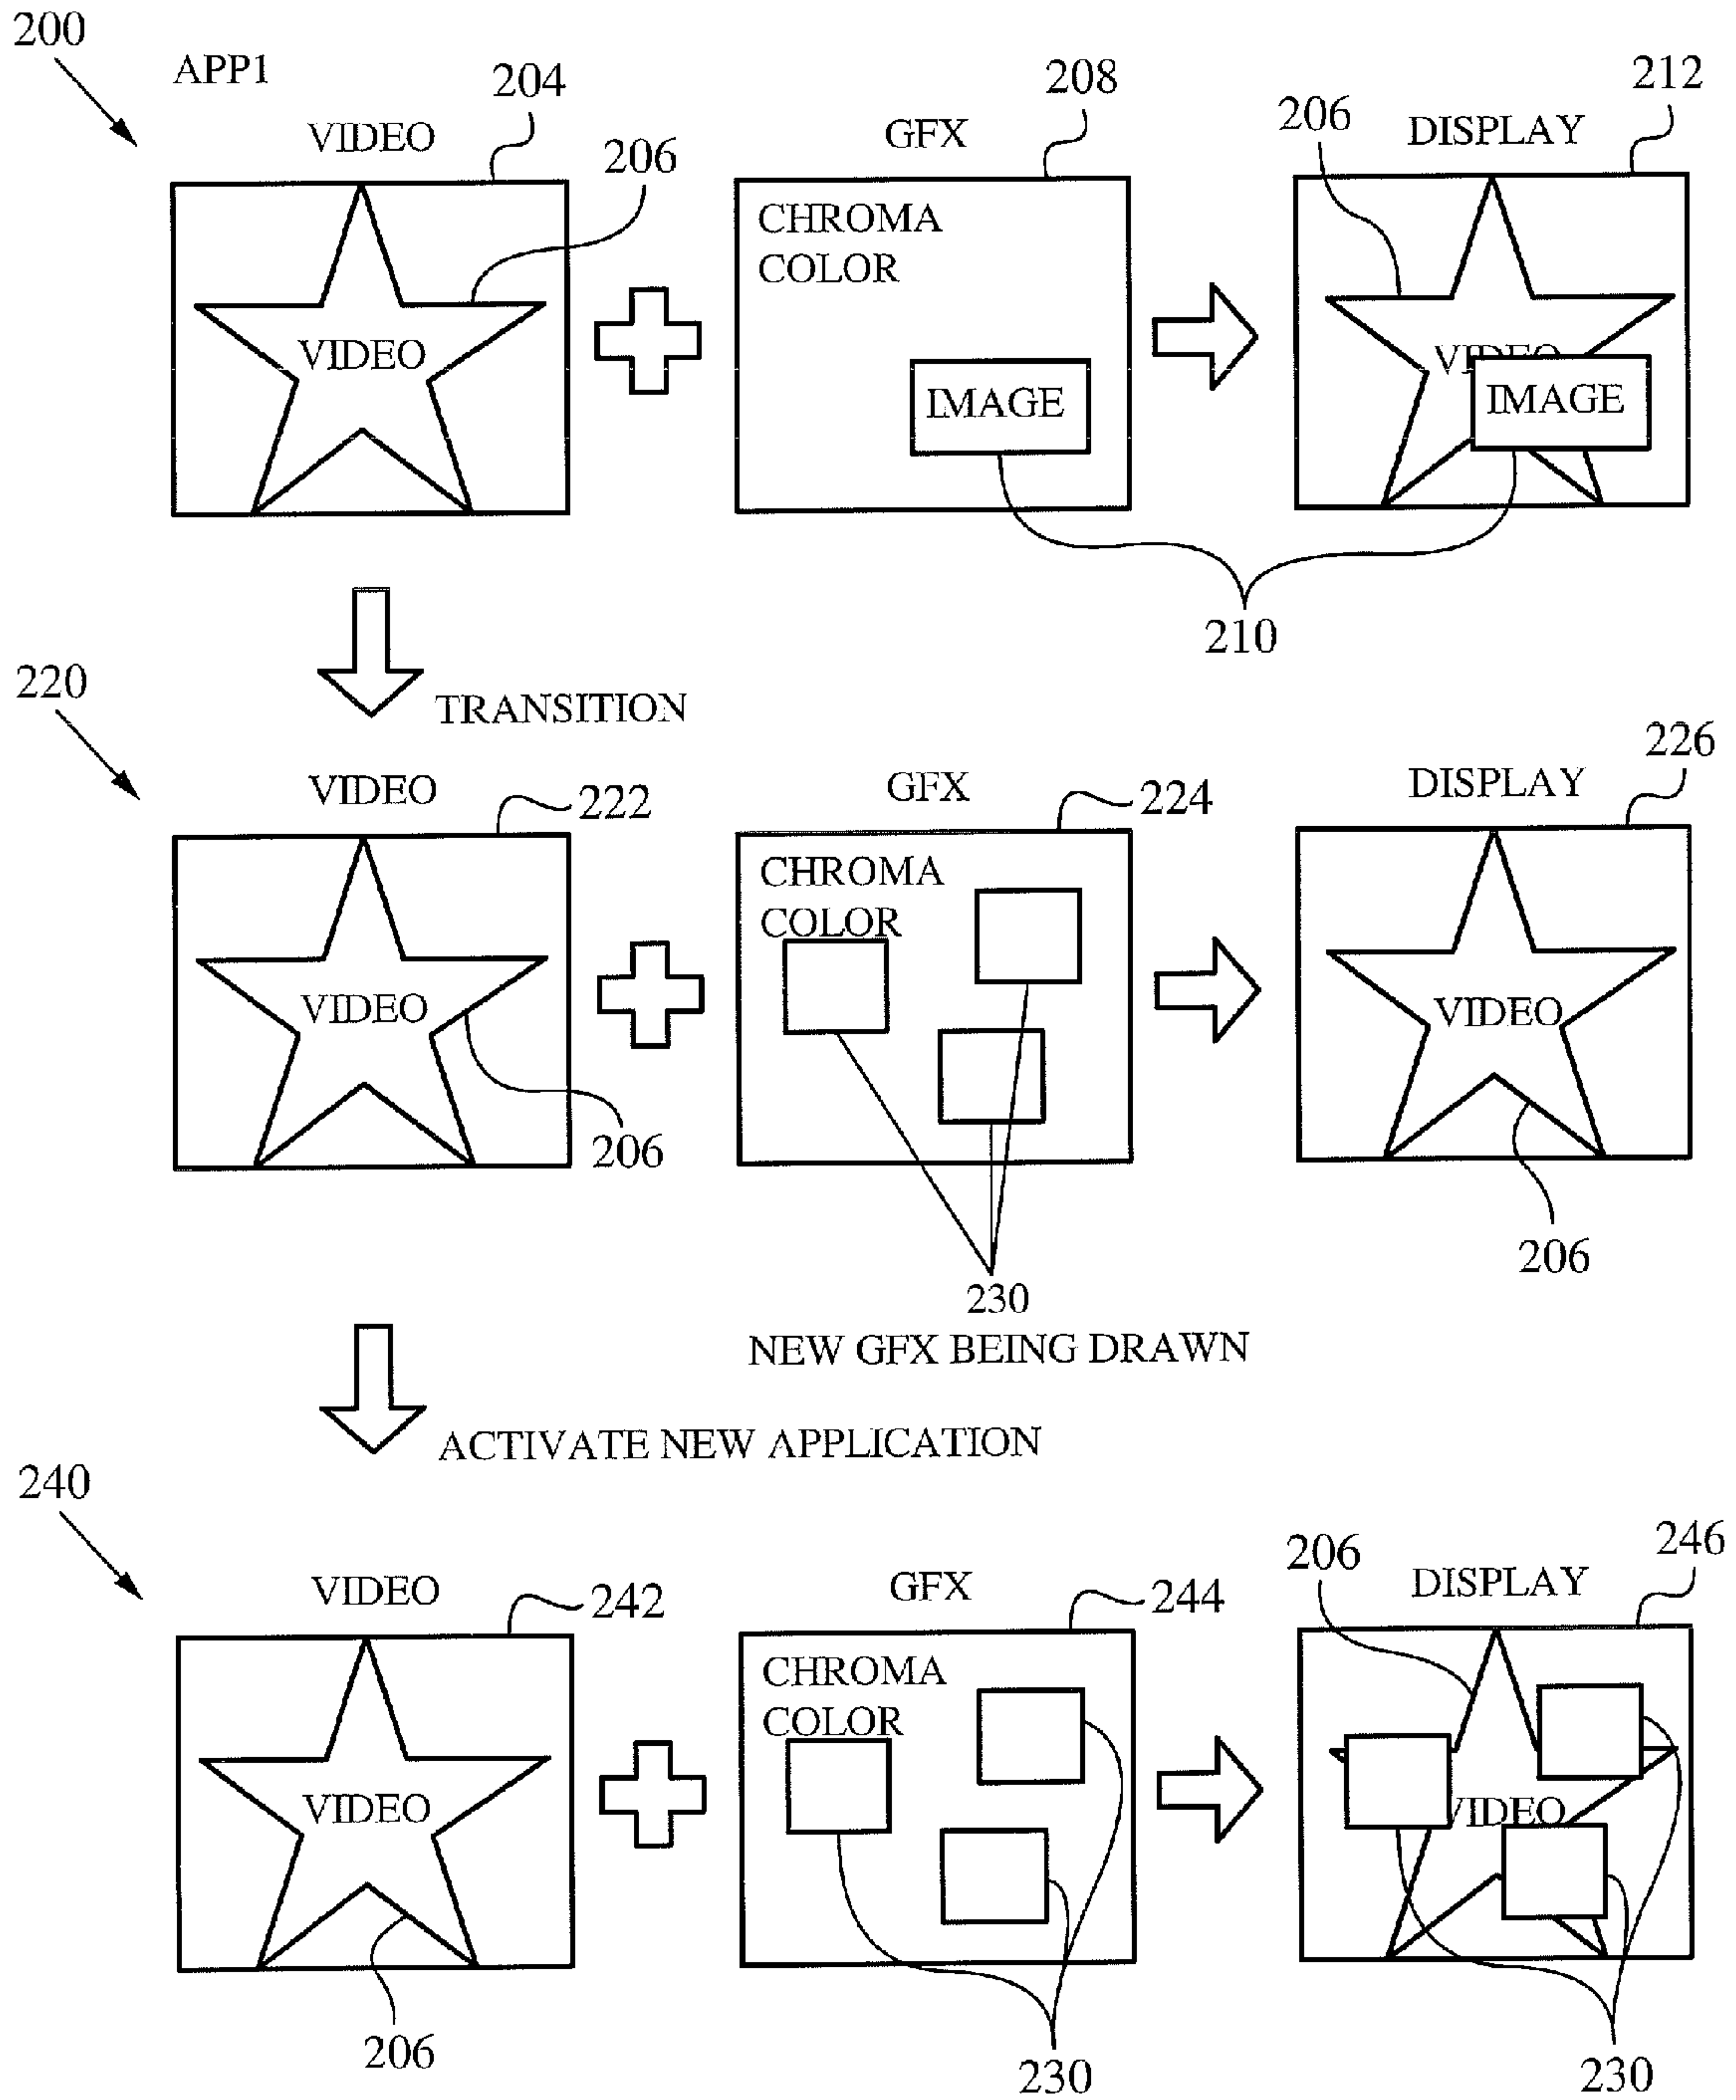 200
APP1
204
208
212
VIDEO
206
GFX
206
DISPLAY
CHROMA
COLOR
VIDEO
VIDEO
IMAGE
IMAGE
210
220
TRANSITION
VIDEO
222
GFX
224
DISPLAY
226
CHROMA
COLOR
VIDEO
VIDEO
206
206
230
NEW GFX BEING DRAWN
ACTIVATE NEW APPLICATION
240
VIDEO
242
GFX
244
206
DISPLAY
246
CHROMA
COLOR
VIDEO
VIDEO
206
230
230